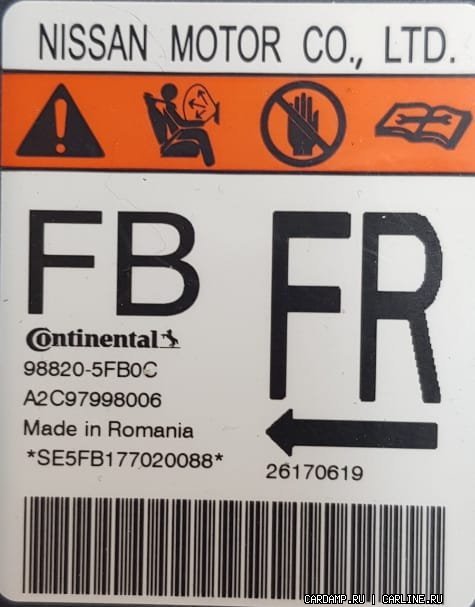 NISSAN MOTOR CO., LTD.
FB
FR
Continental
98820-5FB0C
A2C97998006
Made in Romania
*SE5FB177020088*
26170619
CARDAMP.RU | CARLINE.RU